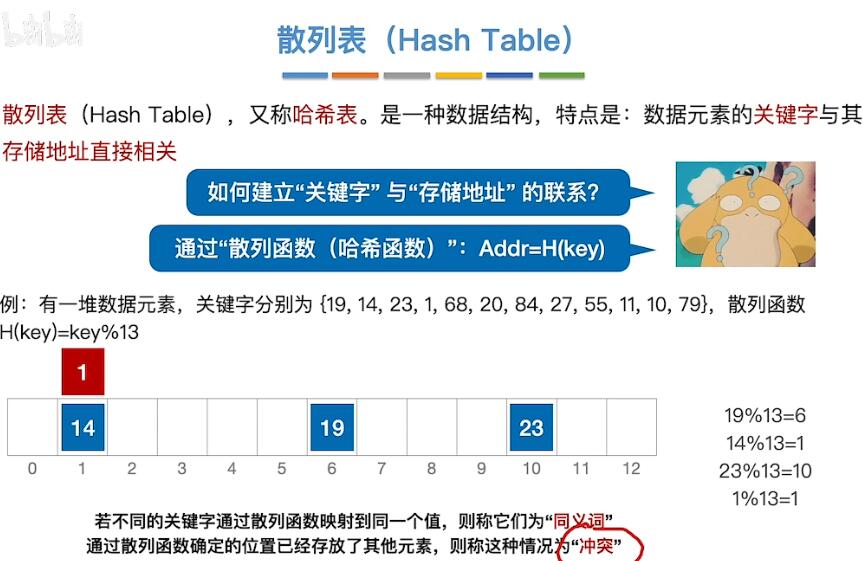 bilibili
散列表（Hash Table）
散列表（Hash Table），又称哈希表。是一种数据结构，特点是：数据元素的关键字与其
存储地址直接相关
如何建立“关键字” 与“存储地址” 的联系？
通过“散列函数（哈希函数）”：Addr=H(key)
例：有一堆数据元素，关键字分别为 {19, 14, 23, 1, 68, 20, 84, 27, 55, 11, 10, 79}，散列函数
H(key)=key%13
1
14 19 23
0 1 2 3 4 5 6 7 8 9 10 11 12
19%13=6
14%13=1
23%13=10
1%13=1
若不同的关键字通过散列函数映射到同一个值，则称它们为“同义词”
通过散列函数确定的位置已经存放了其他元素，则称这种情况为“冲突”